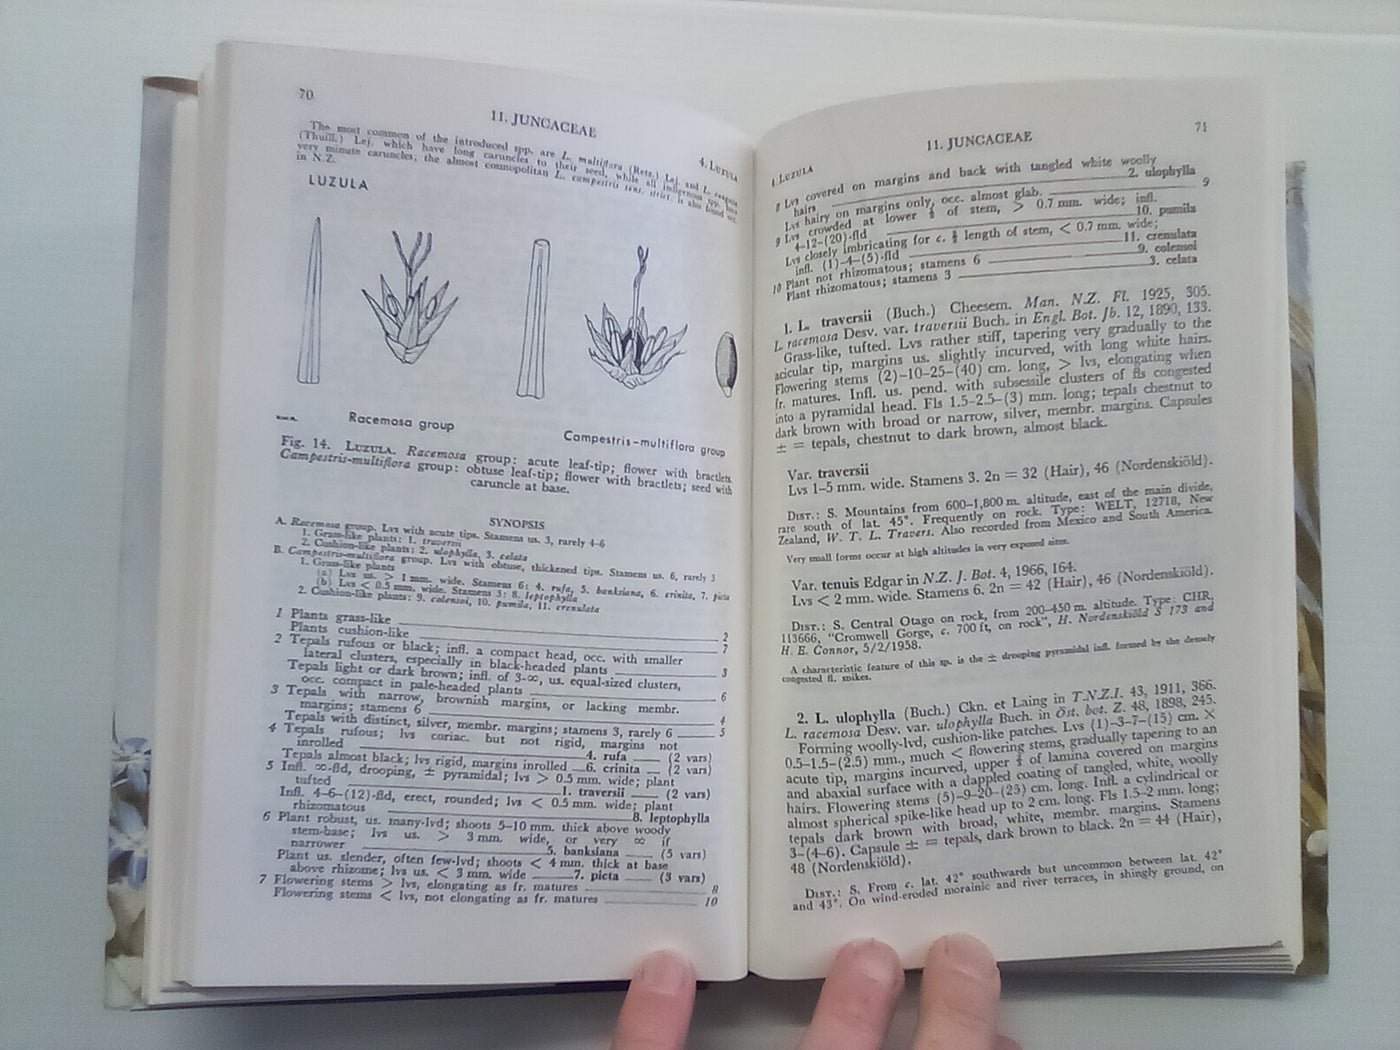 70
11. JUNCACEAE
4. LUZULA
The most common of the introduced spp. are L. multiflora (Retz.) Lej. and L. congesta
(Thuill.) Lej. which have long caruncles to their seed, while all indigenous spp. have
very minute caruncles; the almost cosmopolitan L. campestris sens. strict. is also found occ.
in N.Z.
LUZULA
Racemosa group
Campestris-multiflora group
Fig. 14. LUZULA. Racemosa group: acute leaf-tip; flower with bractlets.
Campestris-multiflora group: obtuse leaf-tip; flower with bractlets; seed with
caruncle at base.
SYNOPSIS
A. Racemosa group. Lvs with acute tips. Stamens us. 3, rarely 4-6
1. Grass-like plants: 1. traversii
2. Cushion-like plants: 2. ulophylla, 3. celata
B. Campestris-multiflora group. Lvs with obtuse, thickened tips. Stamens us. 6, rarely 3
1. Grass-like plants
(a) Lvs us. > 1 mm. wide. Stamens 6: 4. rufa, 5. banksiana, 6. crinita, 7. picta
(b) Lvs < 0.5 mm. wide. Stamens 3: 8. leptophylla
2. Cushion-like plants: 9. colensoi, 10. pumila, 11. crenulata
1 Plants grass-like 2
Plants cushion-like 7
2 Tepals rufous or black; infl. a compact head, occ. with smaller
lateral clusters, especially in black-headed plants 3
Tepals light or dark brown; infl. of 3-∞, us. equal-sized clusters,
occ. compact in pale-headed plants 6
3 Tepals with narrow, brownish margins, or lacking membr.
margins; stamens 6 4
Tepals with distinct, silver, membr. margins; stamens 3, rarely 6 5
4 Tepals rufous; lvs coriac. but not rigid, margins not
inrolled 4. rufa (2 vars)
Tepals almost black; lvs rigid, margins inrolled 6. crinita (2 vars)
5 Infl. ∞-fld, drooping, ± pyramidal; lvs > 0.5 mm. wide; plant
tufted 1. traversii (2 vars)
Infl. 4-6-(12)-fld, erect, rounded; lvs < 0.5 mm. wide; plant
rhizomatous 8. leptophylla
6 Plant robust, us. many-lvd; shoots 5-10 mm. thick above woody
stem-base; lvs us. > 3 mm. wide, or very ∞ if
narrower 5. banksiana (5 vars)
Plant us. slender, often few-lvd; shoots < 4 mm. thick at base
above rhizome; lvs us. < 3 mm. wide 7. picta (3 vars)
7 Flowering stems > lvs, elongating as fr. matures 8
Flowering stems < lvs, not elongating as fr. matures 10
71
11. JUNCACEAE
4. LUZULA
8 Lvs covered on margins and back with tangled white woolly
hairs 2. ulophylla
Lvs hairy on margins only, occ. almost glab. 9
9 Lvs crowded at lower of stem, > 0.7 mm. wide; infl.
4-12-(20)-fld 10. pumila
Lvs closely imbricating for c. length of stem, < 0.7 mm. wide;
infl. (1)-4-(5)-fld 11. crenulata
10 Plant not rhizomatous; stamens 6 9. colensoi
Plant rhizomatous; stamens 3 3. celata
1. L. traversii (Buch.) Cheesem. Man. N.Z. Fl. 1925, 305.
L. racemosa Desv. var. traversii Buch. in Engl. Bot. Jb. 12, 1890, 133.
Grass-like, tufted. Lvs rather stiff, tapering very gradually to the
acicular tip, margins us. slightly incurved, with long white hairs.
Flowering stems (2)-10-25-(40) cm. long, > lvs, elongating when
fr. matures. Infl. us. pend. with subsessile clusters of fls congested
into a pyramidal head. Fls 1.5-2.5-(3) mm. long; tepals chestnut to
dark brown with broad or narrow, silver, membr. margins. Capsules
± = tepals, chestnut to dark brown, almost black.
Var. traversii
Lvs 1-5 mm. wide. Stamens 3. 2n = 32 (Hair), 46 (Nordenskiöld).
DIST.: S. Mountains from 600-1,800 m. altitude, east of the main divide,
rare south of lat. 45°. Frequently on rock. Type: WELT, 12718, New
Zealand, W. T. L. Travers. Also recorded from Mexico and South America.
Very small forms occur at high altitudes in very exposed sites.
Var. tenuis Edgar in N.Z. J. Bot. 4, 1966, 164.
Lvs < 2 mm. wide. Stamens 6. 2n = 42 (Hair), 46 (Nordenskiöld).
DIST.: S. Central Otago on rock, from 200-450 m. altitude. Type: CHR,
113666, "Cromwell Gorge, c. 700 ft, on rock", H. Nordenskiöld S 173 and
H. E. Connor, 5/2/1958.
A characteristic feature of this sp. is the ± drooping pyramidal infl. formed by the densely
congested fl. spikes.
2. L. ulophylla (Buch.) Ckn. et Laing in T.N.Z.I. 43, 1911, 366.
L. racemosa Desv. var. ulophylla Buch. in Öst. bot. Z. 48, 1898, 245.
Forming woolly-lvd, cushion-like patches. Lvs (1)-3-7-(15) cm. ×
0.5-1.5-(2.5) mm., much < flowering stems, gradually tapering to an
acute tip, margins incurved, upper of lamina covered on margins
and abaxial surface with a dappled coating of tangled, white, woolly
hairs. Flowering stems (5)-9-20-(25) cm. long. Infl. a cylindrical or
almost spherical spike-like head up to 2 cm. long. Fls 1.5-2 mm. long;
tepals dark brown with broad, white, membr. margins. Stamens
3-(4-6). Capsule ± = tepals, dark brown to black. 2n = 44 (Hair),
48 (Nordenskiöld).
DIST.: S. From c. lat. 42° southwards but uncommon between lat. 42°
and 43°. On wind-eroded morainic and river terraces, in shingly ground, on